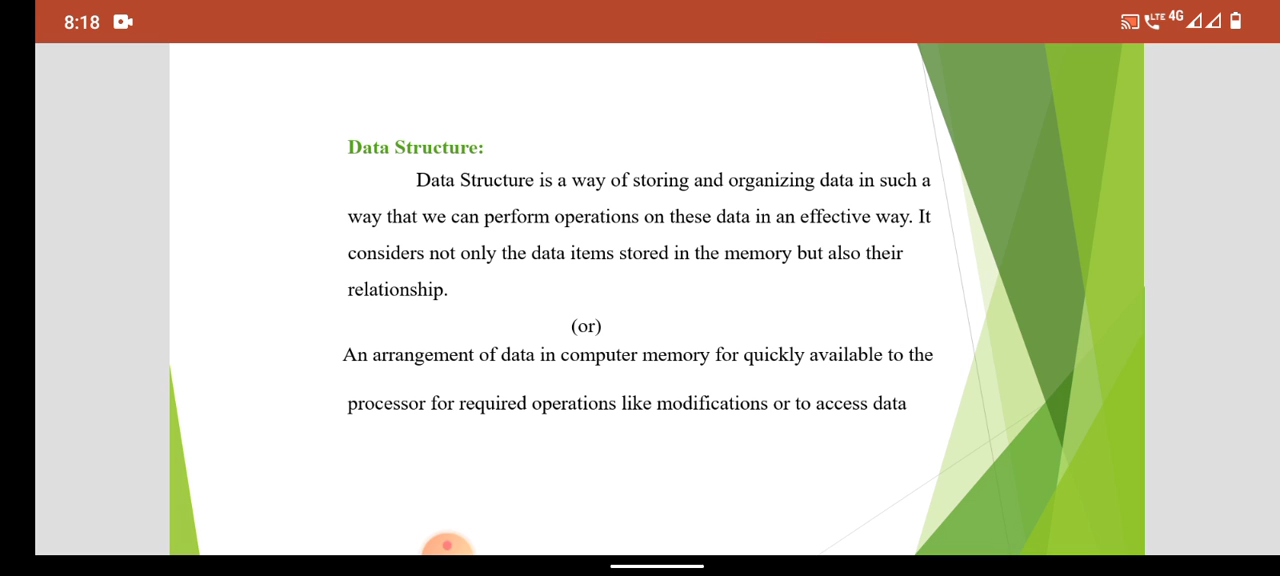 8:18
LTE 4G
Data Structure:
Data Structure is a way of storing and organizing data in such a
way that we can perform operations on these data in an effective way. It
considers not only the data items stored in the memory but also their
relationship.
(or)
An arrangement of data in computer memory for quickly available to the
processor for required operations like modifications or to access data